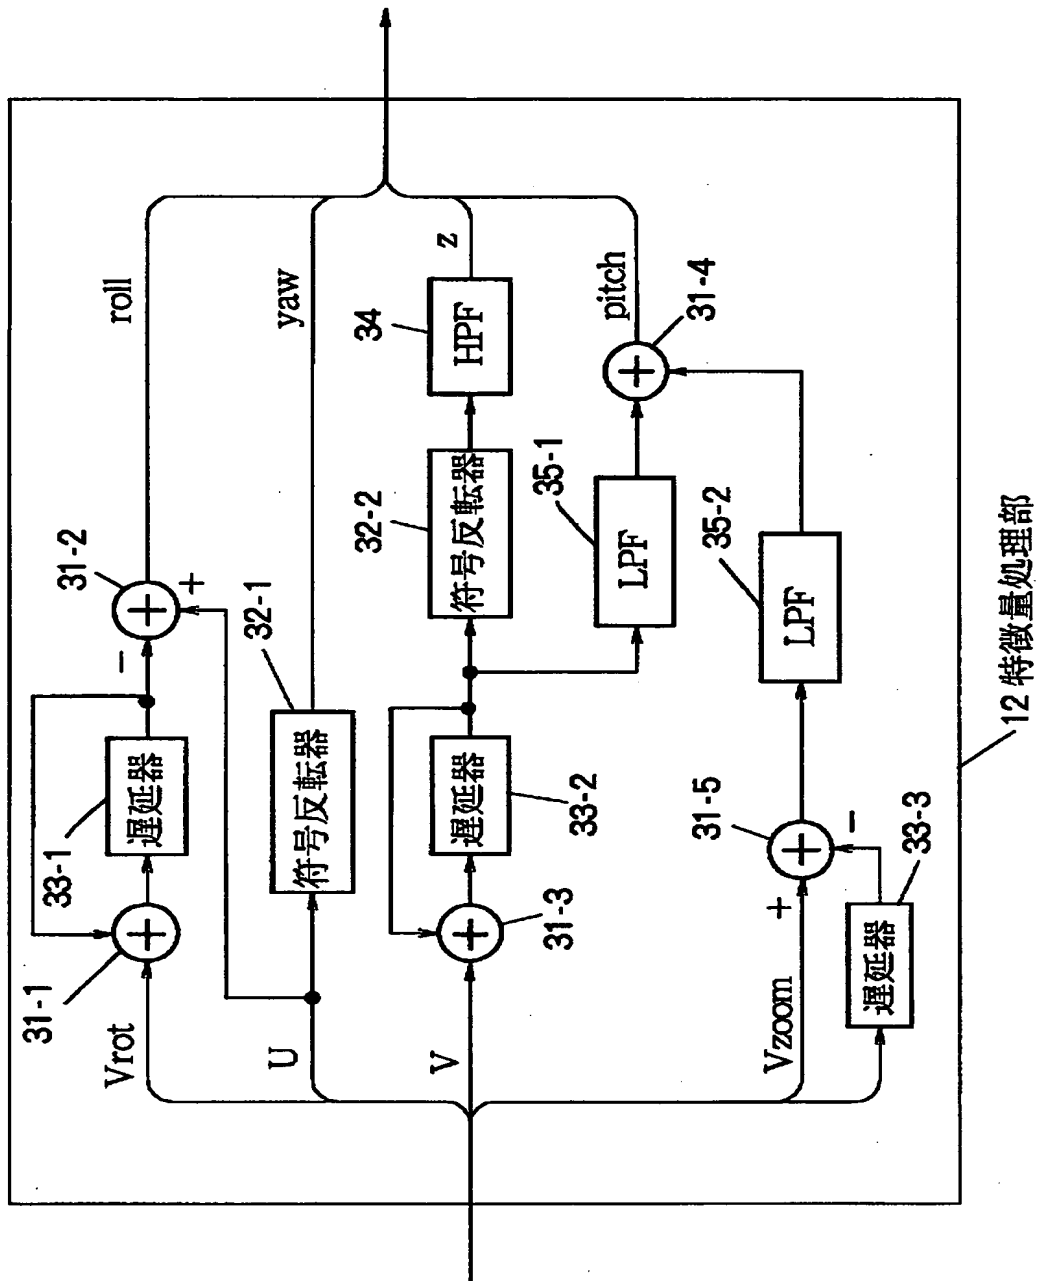 Vrot
31-1
33-1
遅延器
31-2
−
+
roll
U
32-1
符号反転器
yaw
V
31-3
33-2
遅延器
32-2
符号反転器
34
HPF
z
35-1
LPF
31-4
pitch
Vzoom
+
−
31-5
33-3
遅延器
35-2
LPF
12 特徴量処理部